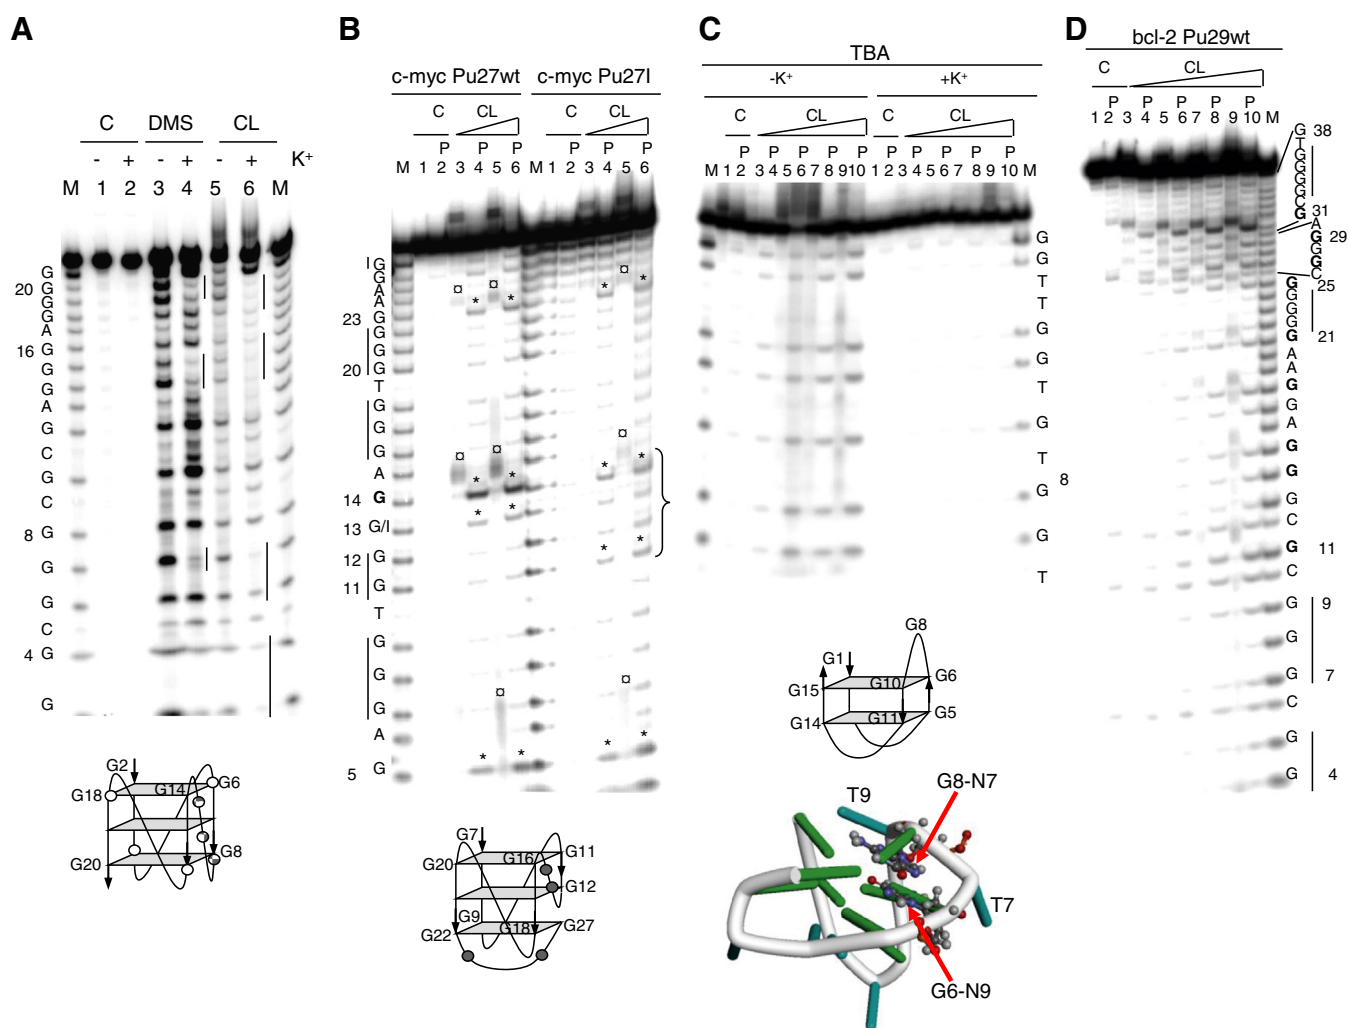 A
C DMS CL
- + - + - + K⁺
M 1 2 3 4 5 6 M
G
20 G
G
G
A
16 G
G
G
A
G
C
G
C
8 G
G
G
C
4 G
G
G2
G18 G14 G6
G20 G8
B
c-myc Pu27wt c-myc Pu27I
C CL C CL
P P P P P P
M 1 2 3 4 5 6 M 1 2 3 4 5 6
I G
G
A
A
23 G
G
G
20 G
T
G
G
G
A
14 G
13 G/I
12 G
11 G
T
G
G
G
A
5 G
¤ ¤ ¤
* * * *
¤ ¤ ¤
* * * *
* * * *
¤ ¤
* * * *
G7
G20 G16 G11
G12
G9
G22 G18 G27
C
TBA
-K⁺ +K⁺
C CL C CL
P P P P P P P P P P
M 1 2 3 4 5 6 7 8 9 10 1 2 3 4 5 6 7 8 9 10 M
G
G
T
T
G
G
T
G
T
G 8
G
T
G8
G1
G15 G10 G6
G14 G11 G5
G8-N7
T9
T7
G6-N9
D
bcl-2 Pu29wt
C CL
P P P P P
1 2 3 4 5 6 7 8 9 10 M
G 38
T
G
G
G
G
C
G 31
A
G 29
G
G
C
G 25
G
G
G
G 21
A
A
G
G
A
G
G
G
C
G 11
C
G 9
G
G 7
C
G
G 4